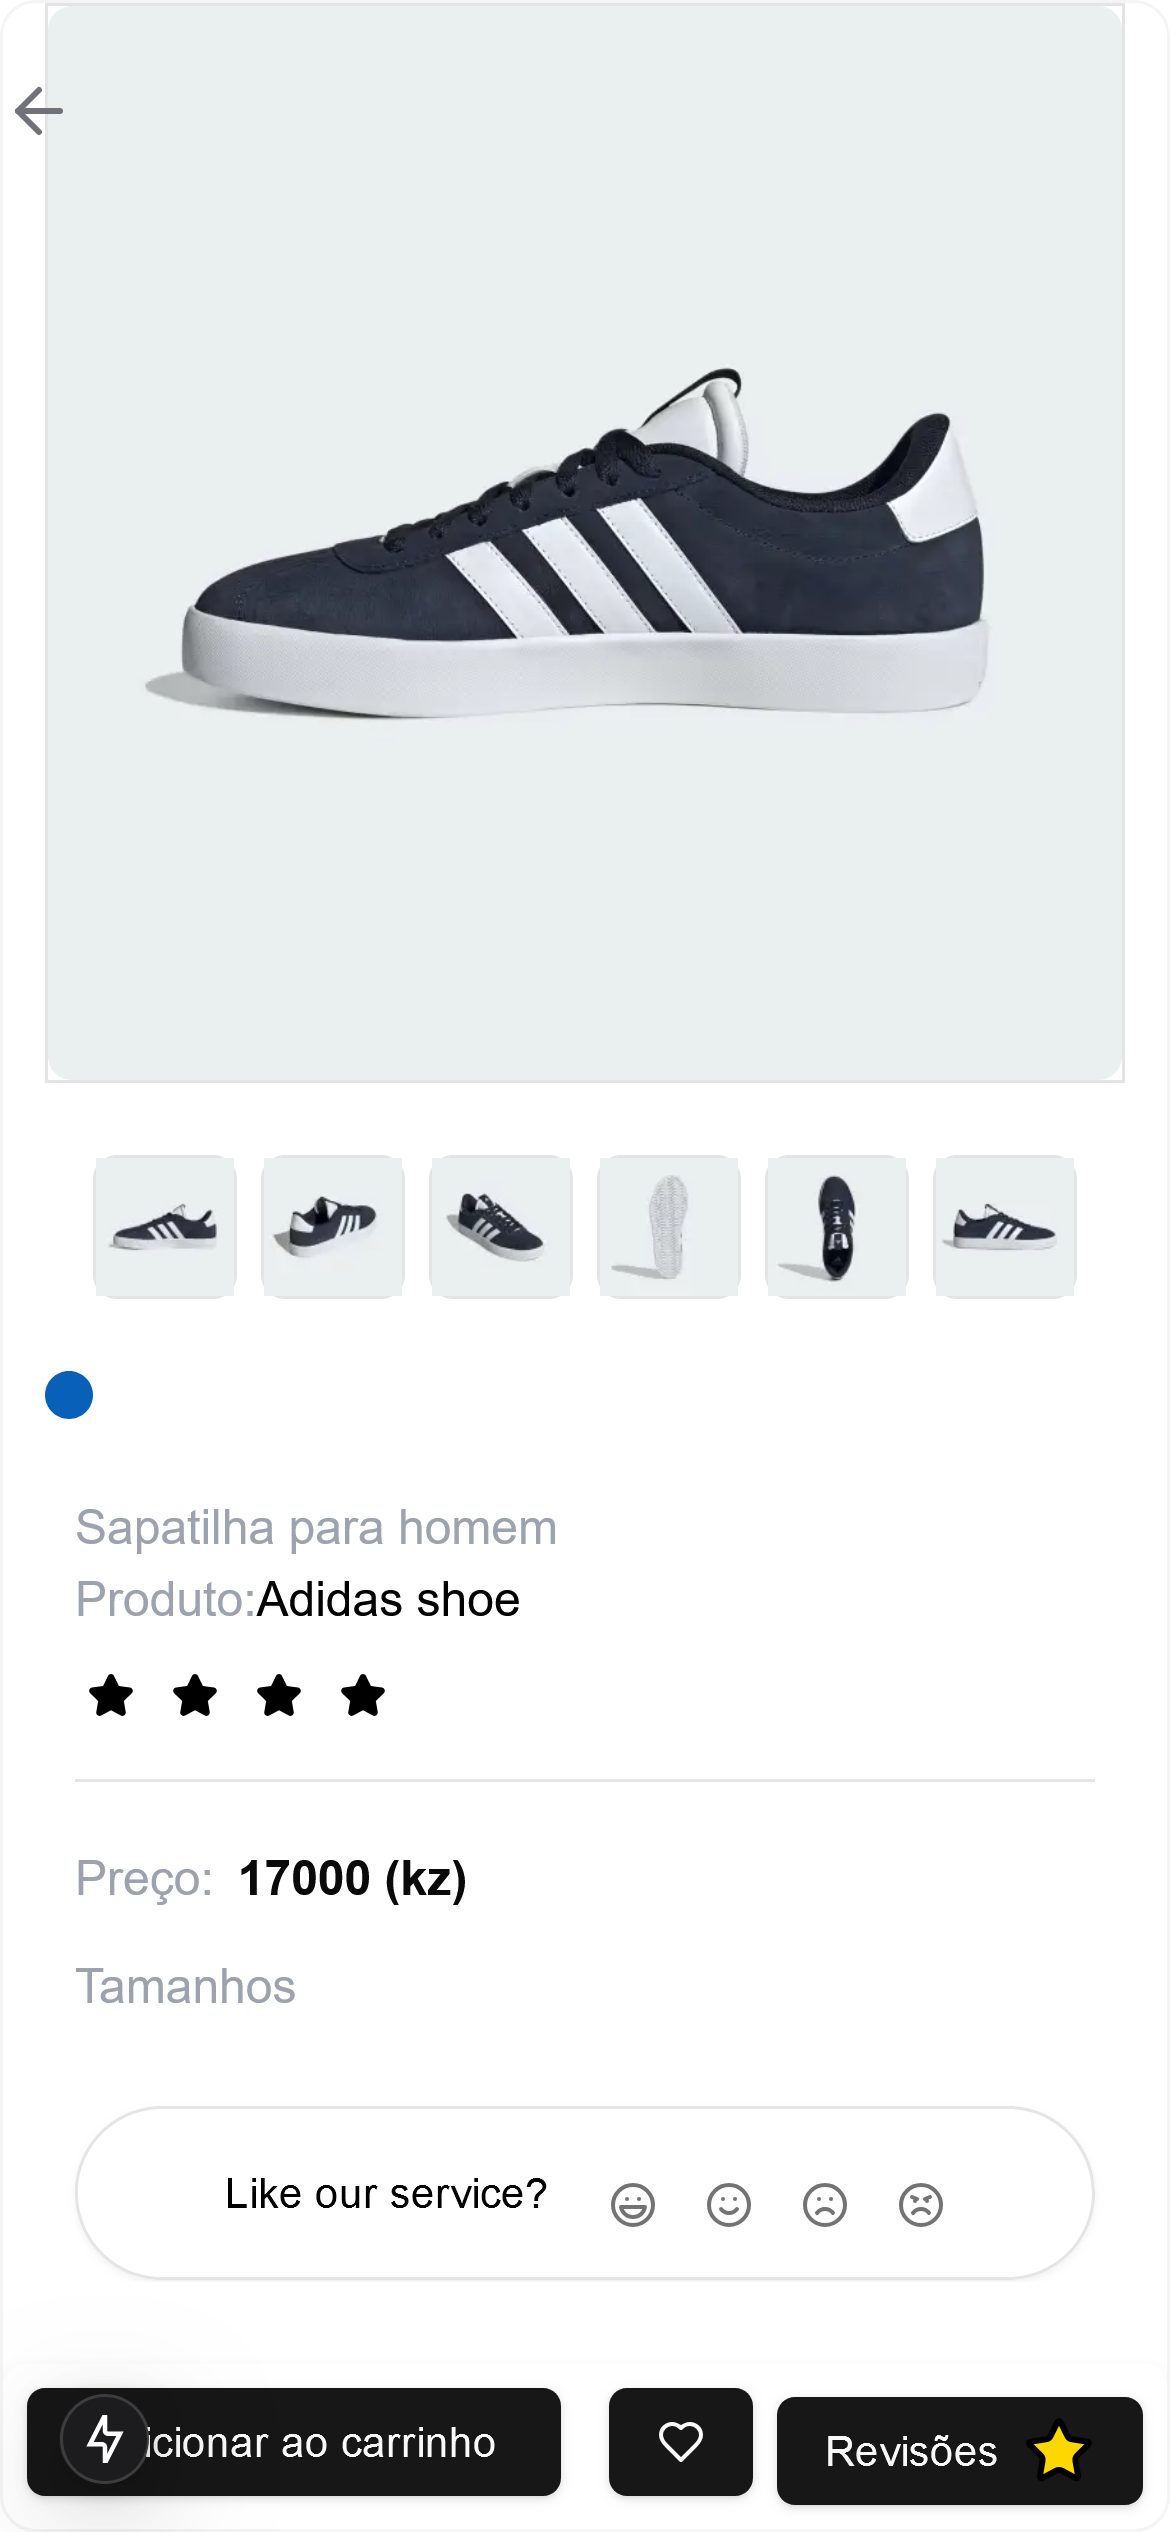 Sapatilha para homem
Produto:Adidas shoe
Preço: 17000 (kz)
Tamanhos
Like our service?
icionar ao carrinho
Revisões